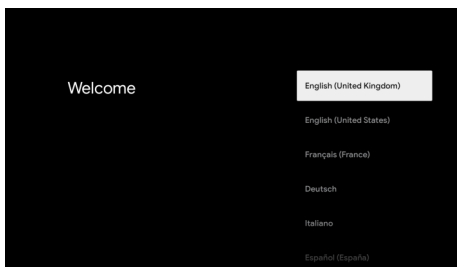 Welcome
English (United Kingdom)
English (United States)
Français (France)
Deutsch
Italiano
Español (España)